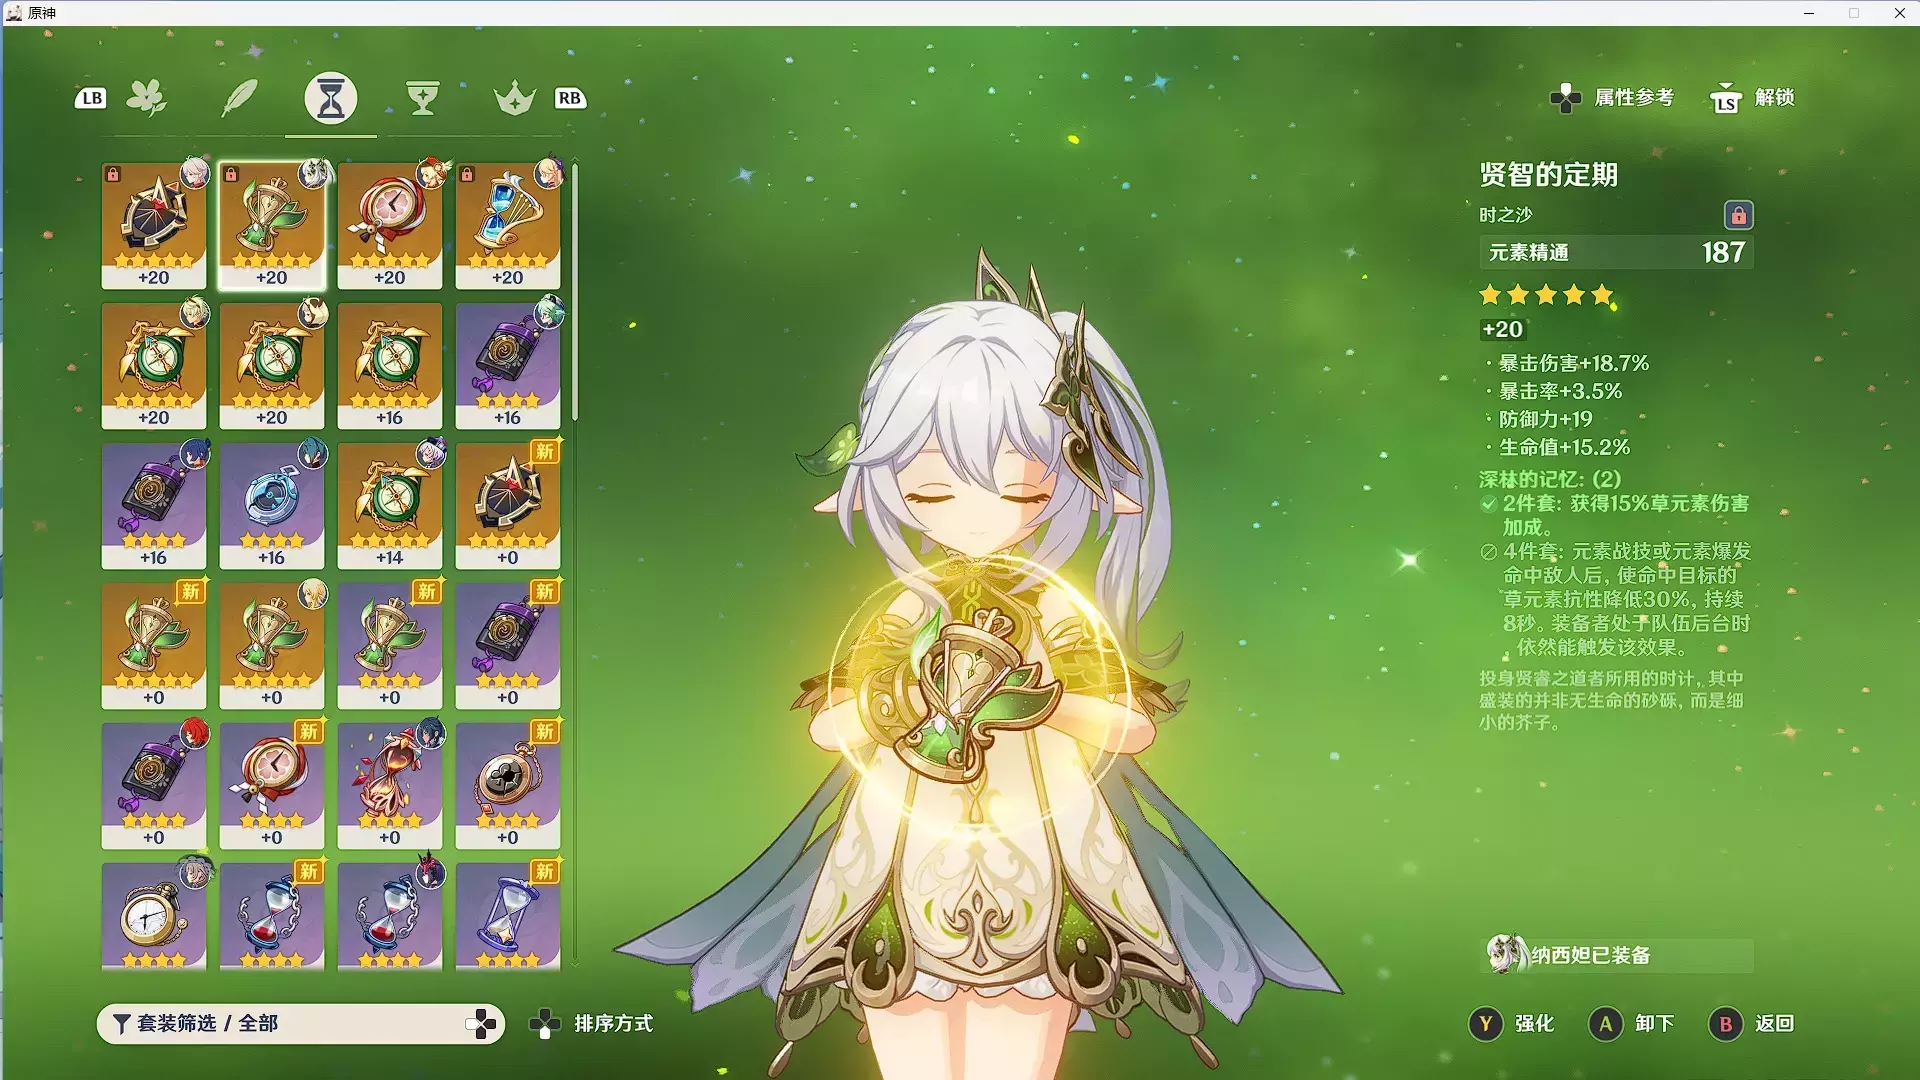 原神
LB
RB
属性参考
LS
解锁
+20
+20
+20
+20
+20
+20
+16
+16
+16
+16
+14
新
+0
新
+0
+0
新
+0
新
+0
+0
新
+0
+0
新
+0
新
新
贤智的定期
时之沙
元素精通
187
+20
·暴击伤害+18.7%
·暴击率+3.5%
·防御力+19
·生命值+15.2%
深林的记忆: (2)
2件套: 获得15%草元素伤害
加成。
4件套: 元素战技或元素爆发
命中敌人后, 使命中目标的
草元素抗性降低30%, 持续
8秒。装备者处于队伍后台时
, 依然能触发该效果。
投身贤睿之道者所用的时计, 其中
盛装的并非无生命的砂砾, 而是细
小的芥子。
纳西妲已装备
套装筛选 / 全部
排序方式
Y 强化
A 卸下
B 返回